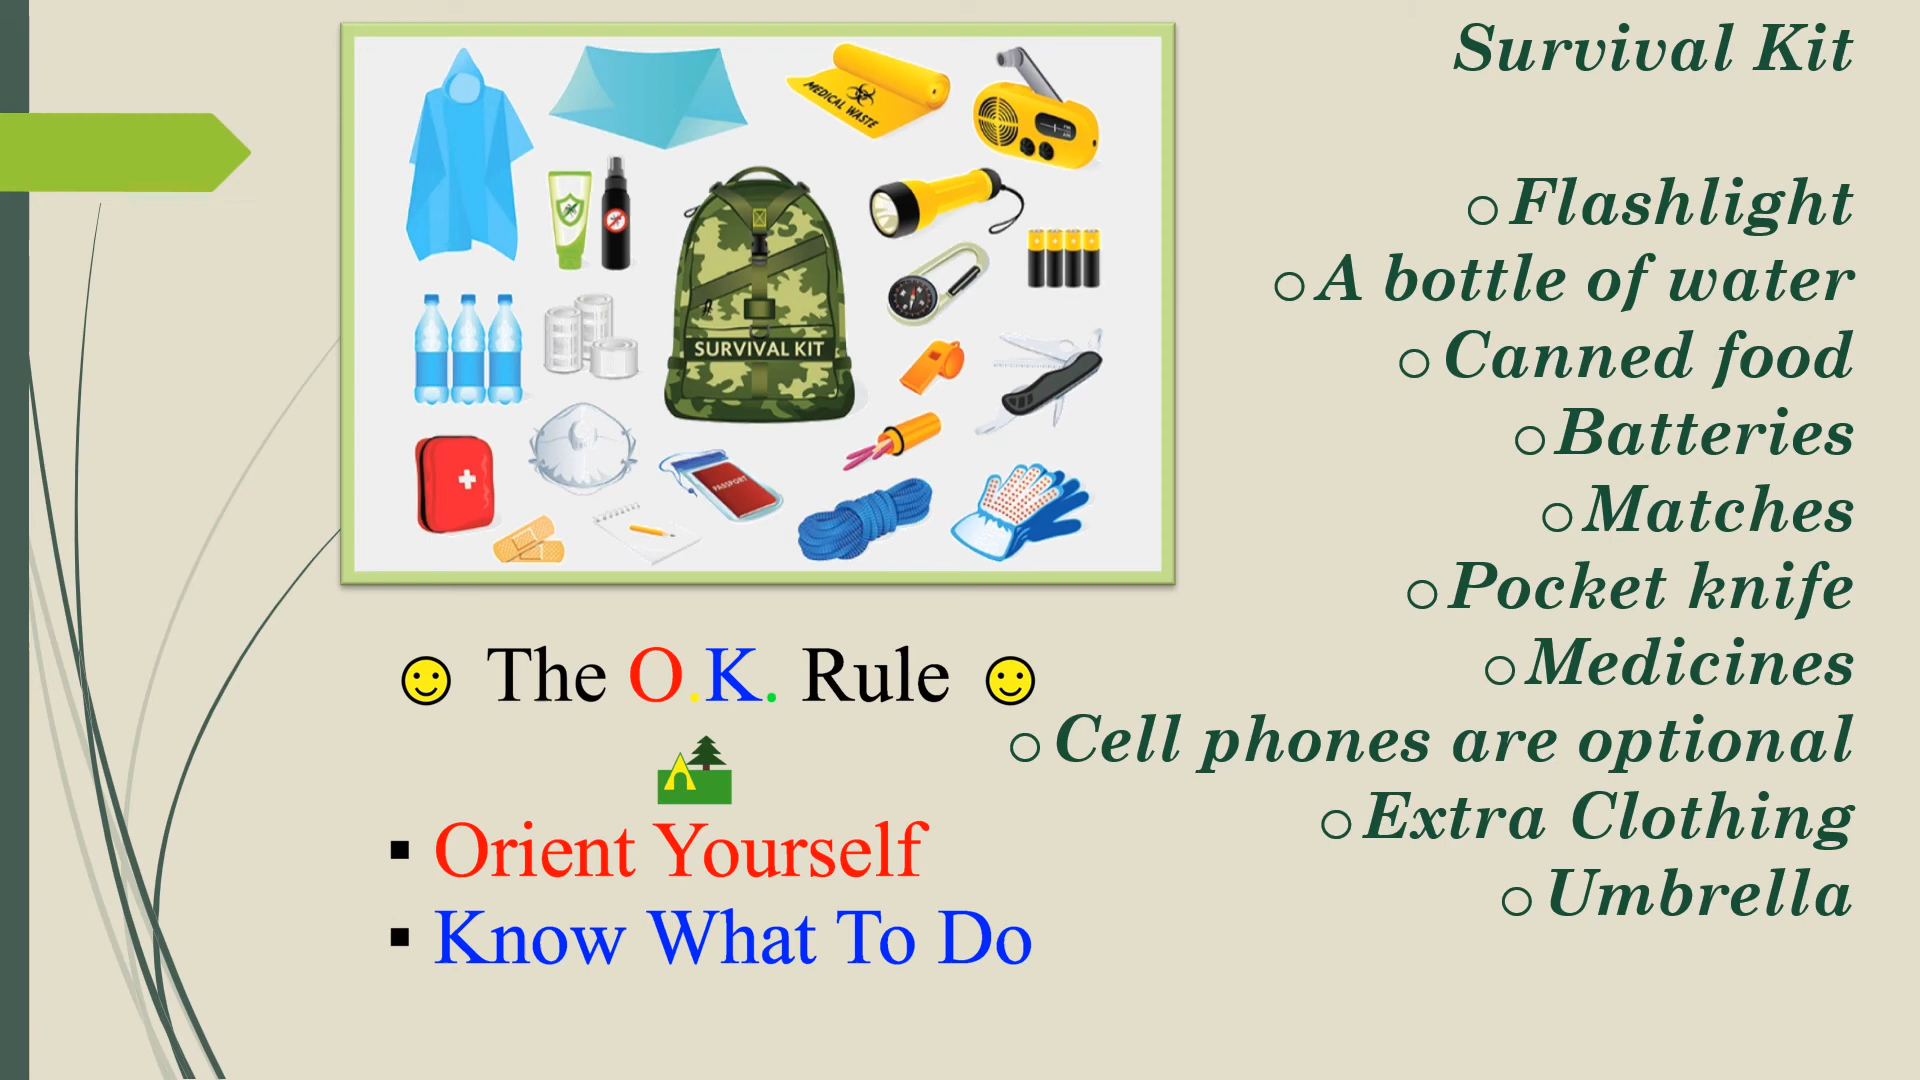 Survival Kit
MEDICAL WASTE
SURVIVAL KIT
PASSPORT
o Flashlight
o A bottle of water
o Canned food
o Batteries
o Matches
o Pocket knife
o Medicines
o Cell phones are optional
o Extra Clothing
o Umbrella
The O.K. Rule
▪ Orient Yourself
▪ Know What To Do